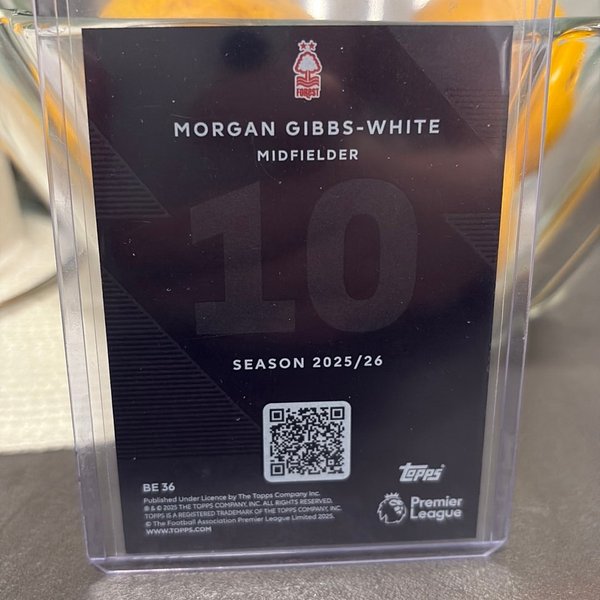 FOREST
MORGAN GIBBS-WHITE
MIDFIELDER
10
SEASON 2025/26
BE 36
Published Under Licence by The Topps Company Inc.
® & © 2025 THE TOPPS COMPANY, INC. ALL RIGHTS RESERVED.
TOPPS IS A REGISTERED TRADEMARK OF THE TOPPS COMPANY, INC.
© The Football Association Premier League Limited 2025.
WWW.TOPPS.COM
topps
Premier
League